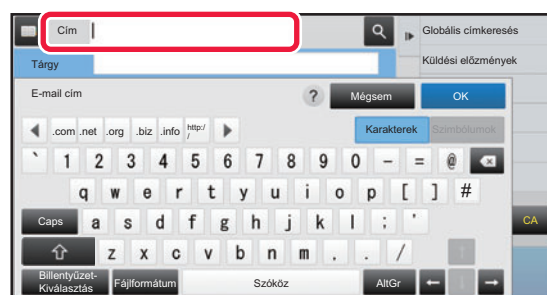 Cím
Globális címkeresés
Tárgy
Küldési előzmények
E-mail cím
?
Mégsem
OK
.com .net .org .biz .info http://
Karakterek
Szimbólumok
` 1 2 3 4 5 6 7 8 9 0 - = @
q w e r t y u i o p [ ] #
Caps a s d f g h j k l ; '
CA
z x c v b n m , . /
Billentyűzet-
Kiválasztás
Fájlformátum
Szóköz
AltGr